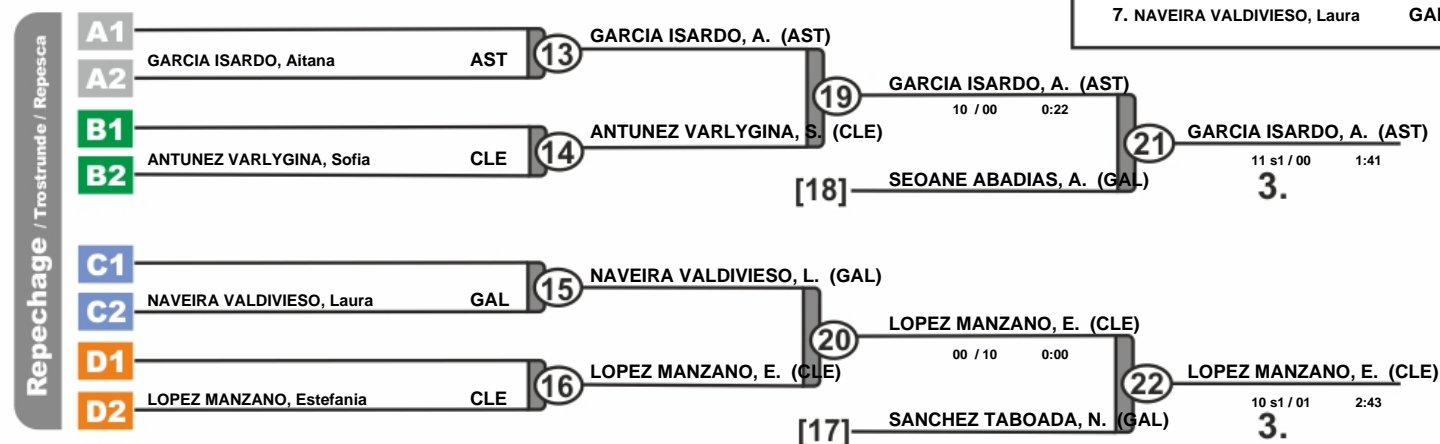 7. NAVEIRA VALDIVIESO, Laura
Repechage / Trostrunde / Repesca
A1
GARCIA ISARDO, Aitana AST
A2
13
GARCIA ISARDO, A. (AST)
B1
ANTUNEZ VARLYGINA, Sofia CLE
B2
14
ANTUNEZ VARLYGINA, S. (CLE)
19
GARCIA ISARDO, A. (AST)
10 / 00 0:22
[18]
SEOANE ABADIAS, A. (GAL)
21
GARCIA ISARDO, A. (AST)
11 s1 / 00 1:41
3.
C1
NAVEIRA VALDIVIESO, Laura GAL
C2
15
NAVEIRA VALDIVIESO, L. (GAL)
D1
LOPEZ MANZANO, Estefania CLE
D2
16
LOPEZ MANZANO, E. (CLE)
20
LOPEZ MANZANO, E. (CLE)
00 / 10 0:00
[17]
SANCHEZ TABOADA, N. (GAL)
22
LOPEZ MANZANO, E. (CLE)
10 s1 / 01 2:43
3.